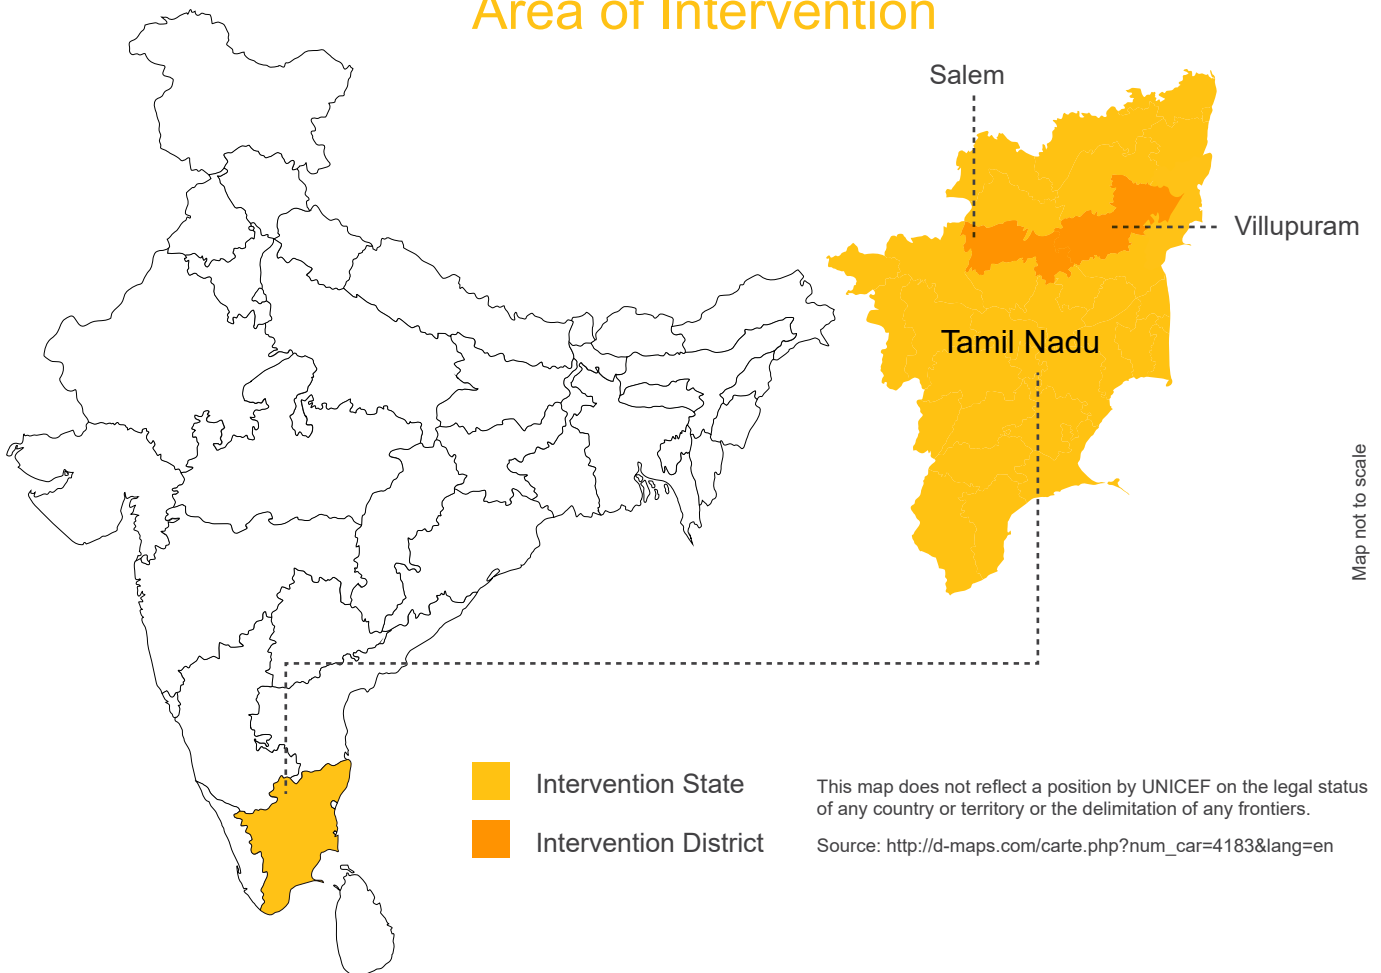 Area of Intervention
Salem
Villupuram
Tamil Nadu
Map not to scale
Intervention State
Intervention District
This map does not reflect a position by UNICEF on the legal status
of any country or territory or the delimitation of any frontiers.
Source: http://d-maps.com/carte.php?num_car=4183&lang=en